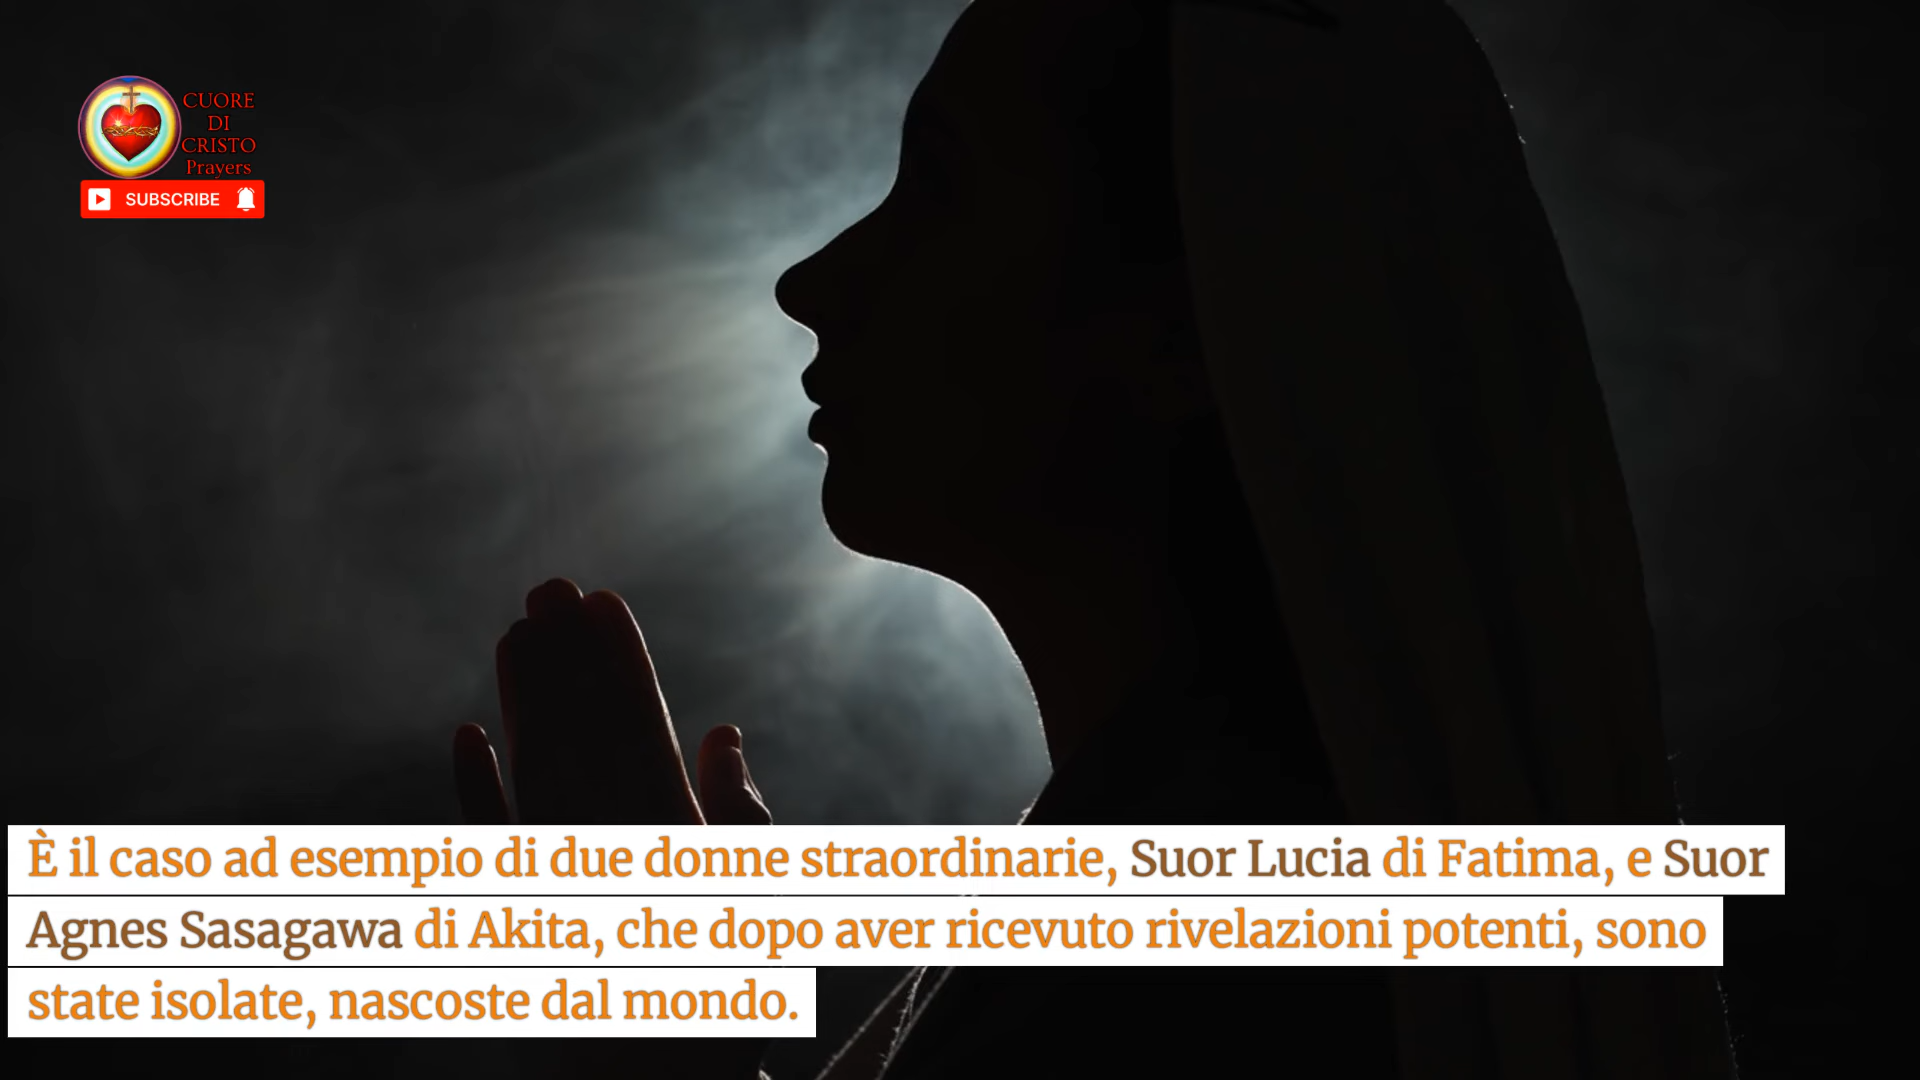 CUORE
DI
CRISTO
Prayers
SUBSCRIBE
È il caso ad esempio di due donne straordinarie, Suor Lucia di Fatima, e Suor
Agnes Sasagawa di Akita, che dopo aver ricevuto rivelazioni potenti, sono
state isolate, nascoste dal mondo.